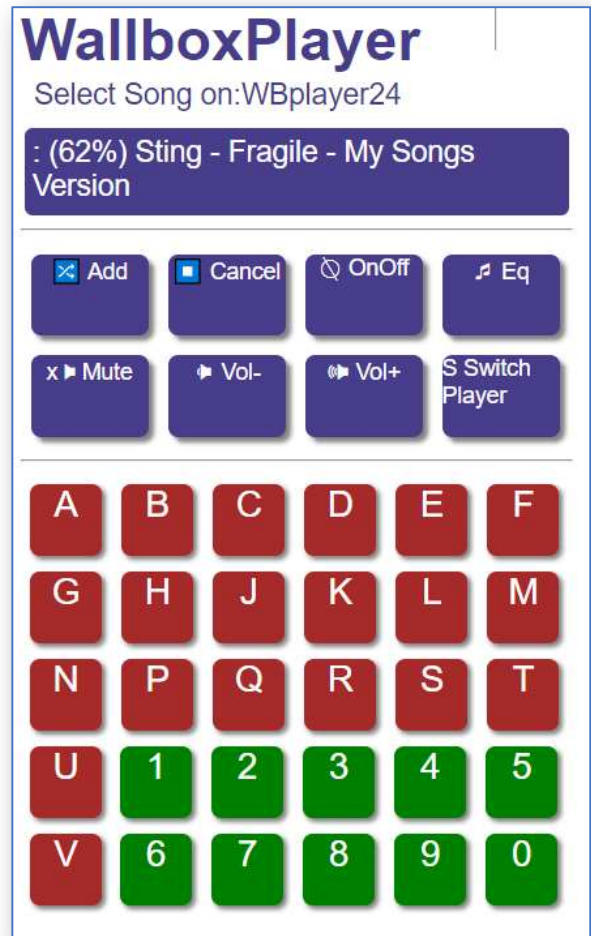 WallboxPlayer
Select Song on:WBplayer24
: (62%) Sting - Fragile - My Songs
Version
Add Cancel OnOff Eq
x Mute Vol- Vol+ S Switch
Player
A B C D E F
G H J K L M
N P Q R S T
U 1 2 3 4 5
V 6 7 8 9 0